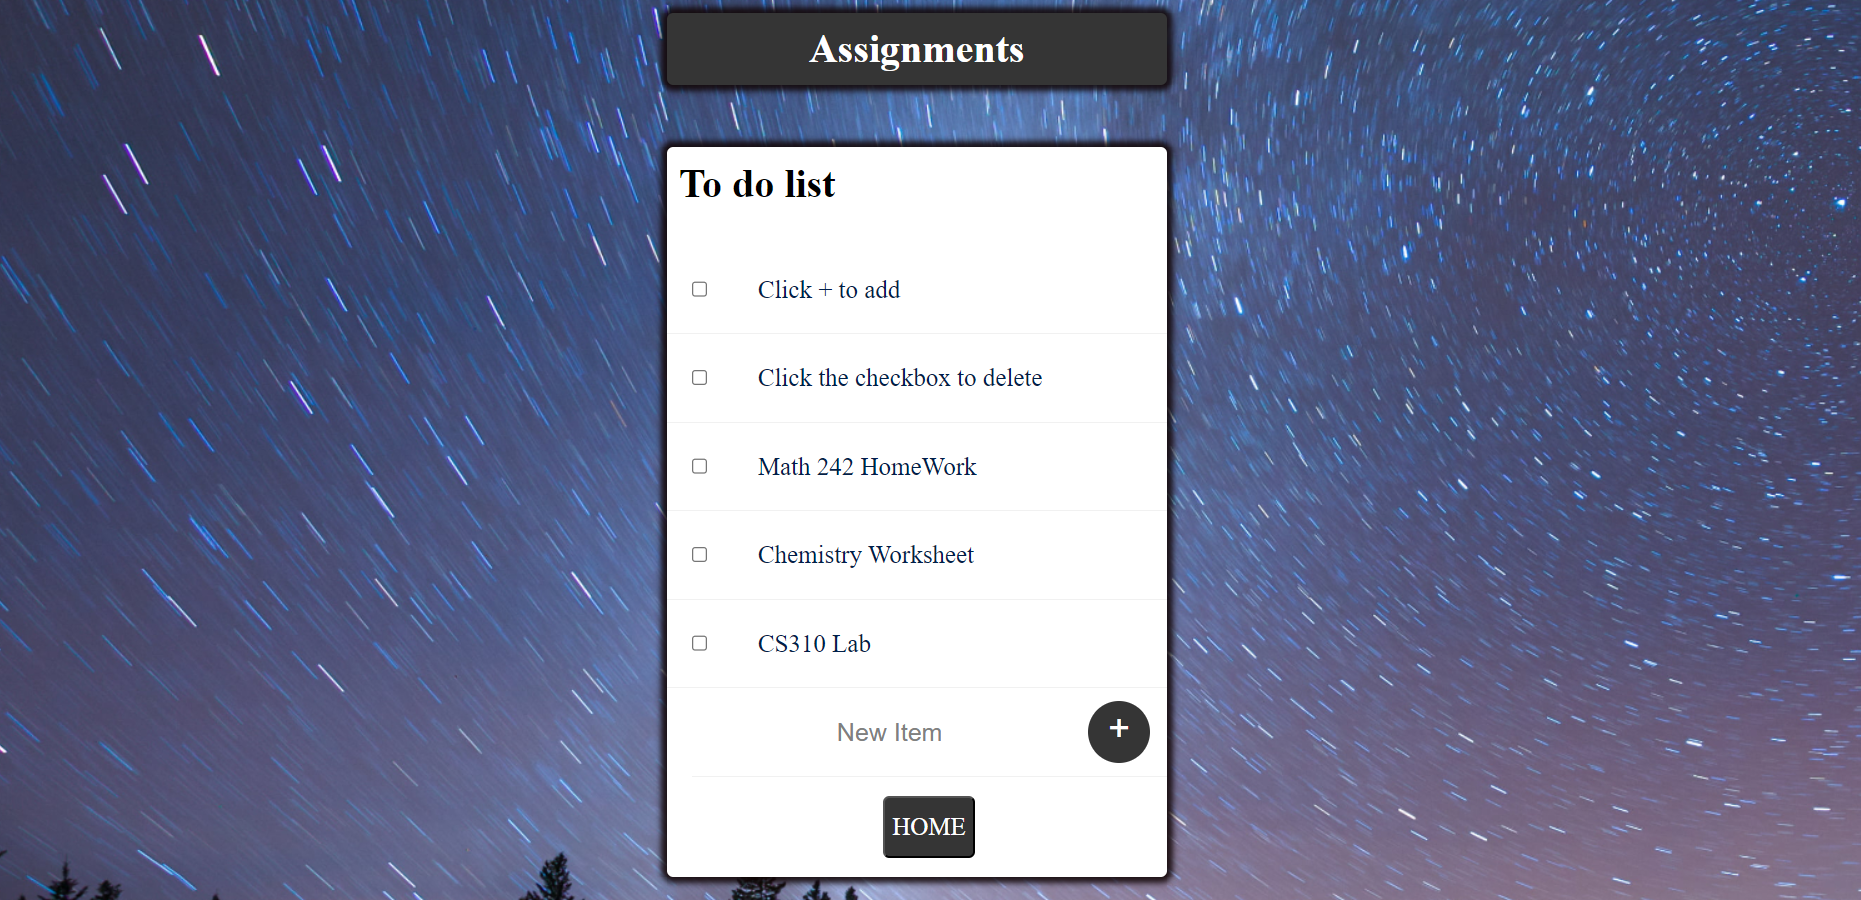 Assignments
To do list
Click + to add
Click the checkbox to delete
Math 242 HomeWork
Chemistry Worksheet
CS310 Lab
New Item
+
HOME